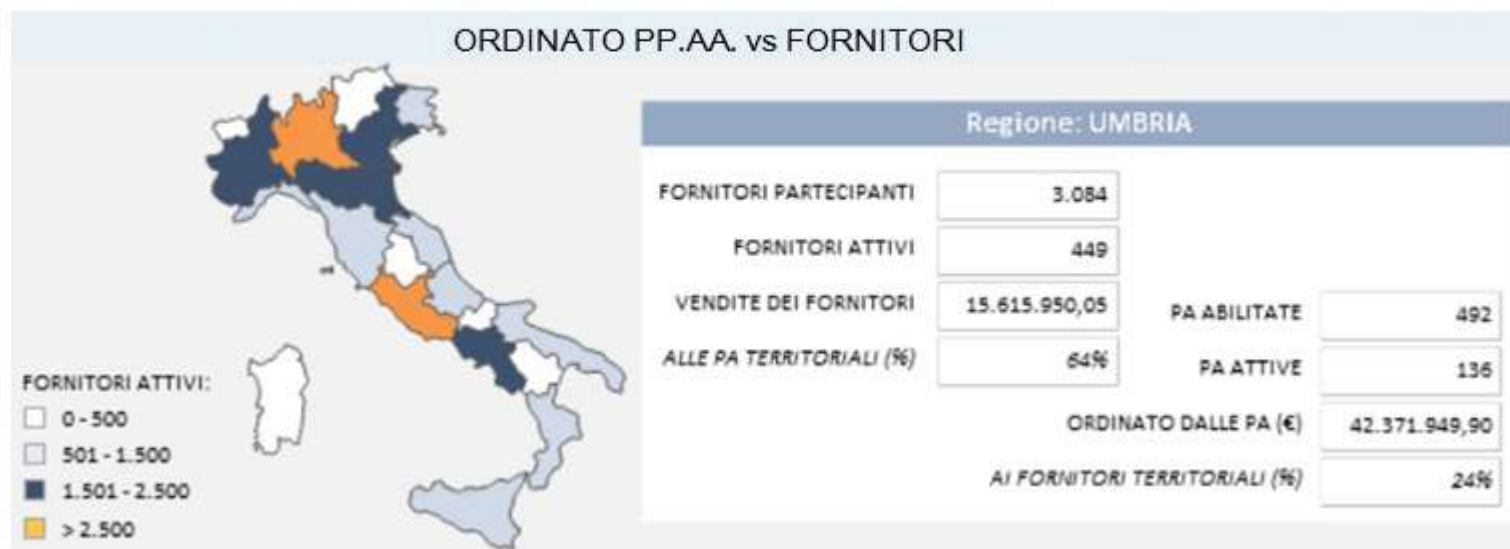 ORDINATO PP.AA. vs FORNITORI
Regione: UMBRIA
FORNITORI PARTECIPANTI 3.084
FORNITORI ATTIVI 449
VENDITE DEI FORNITORI 15.615.950,05
ALLE PA TERRITORIALI (%) 64%
PA ABILITATE 492
PA ATTIVE 136
ORDINATO DALLE PA (€) 42.371.949,90
AI FORNITORI TERRITORIALI (%) 24%
FORNITORI ATTIVI:
0 - 500
501 - 1.500
1.501 - 2.500
> 2.500